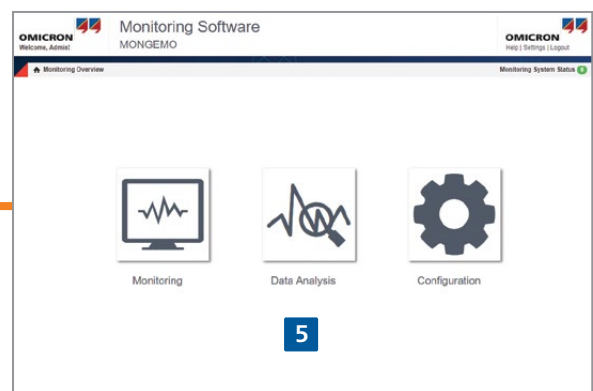 OMICRON
Welcome, Admin!
Monitoring Software
MONGEMO
OMICRON
Help | Settings | Logout
Monitoring Overview
Monitoring System Status
Monitoring
Data Analysis
Configuration
5